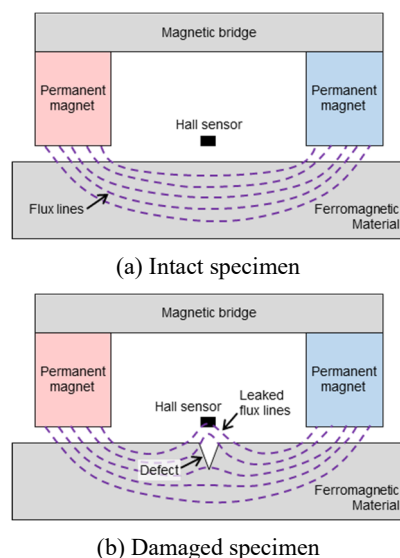 Magnetic bridge
Permanent
magnet
Permanent
magnet
Hall sensor
Flux lines
Ferromagnetic
Material
(a) Intact specimen
Magnetic bridge
Permanent
magnet
Permanent
magnet
Hall sensor
Leaked
flux lines
Defect
Ferromagnetic
Material
(b) Damaged specimen